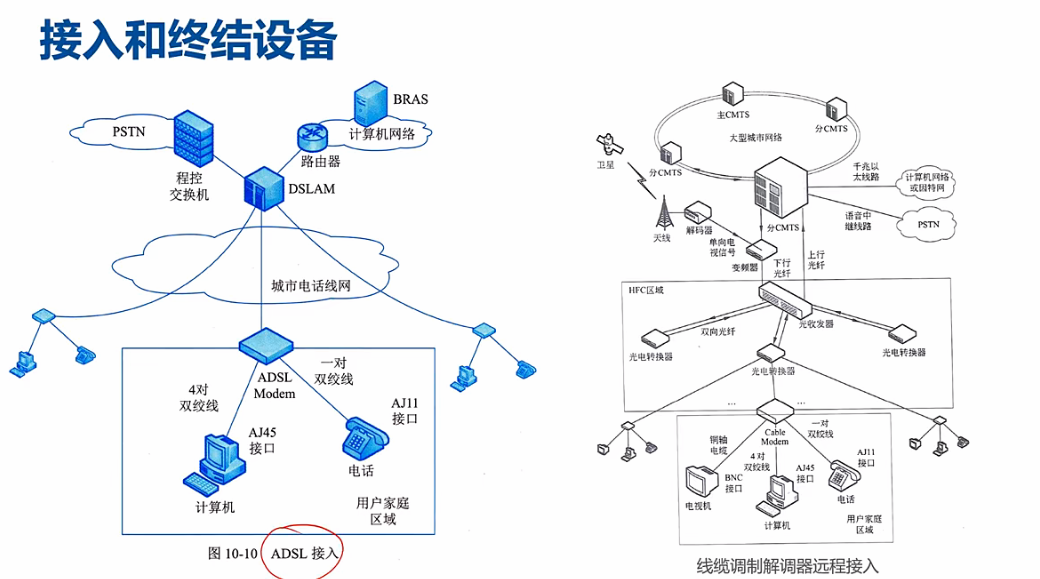 接入和终结设备
BRAS
PSTN
计算机网络
路由器
程控
交换机
DSLAM
城市电话线网
ADSL
Modem
一对
双绞线
4对
双绞线
AJ11
接口
AJ45
接口
电话
计算机
用户家庭
区域
图 10-10 ADSL 接入
主CMTS
分CMTS
大型城市网络
卫星
分CMTS
千兆以
太线路
计算机网络
或因特网
语音中
继线路
PSTN
天线
解码器
分CMTS
单向电
视信号
变频器
下行
光纤
上行
光纤
HFC区域
光收发器
双向光纤
光电转换器
光电转换器
光电转换器
...
...
Cable
Modem
铜轴
电缆
一对
双绞线
4 对
双绞线
BNC
接口
AJ45
接口
AJ11
接口
电视机
计算机
电话
用户家庭
区域
线缆调制解调器远程接入